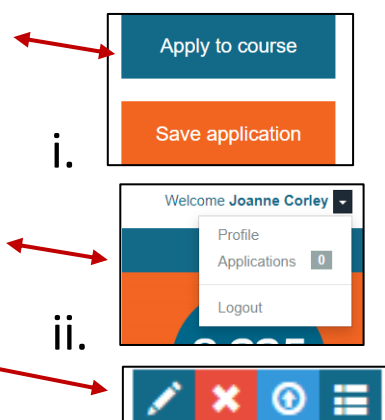 Apply to course
Save application
i.
Welcome Joanne Corley
Profile
Applications 0
Logout
ii.